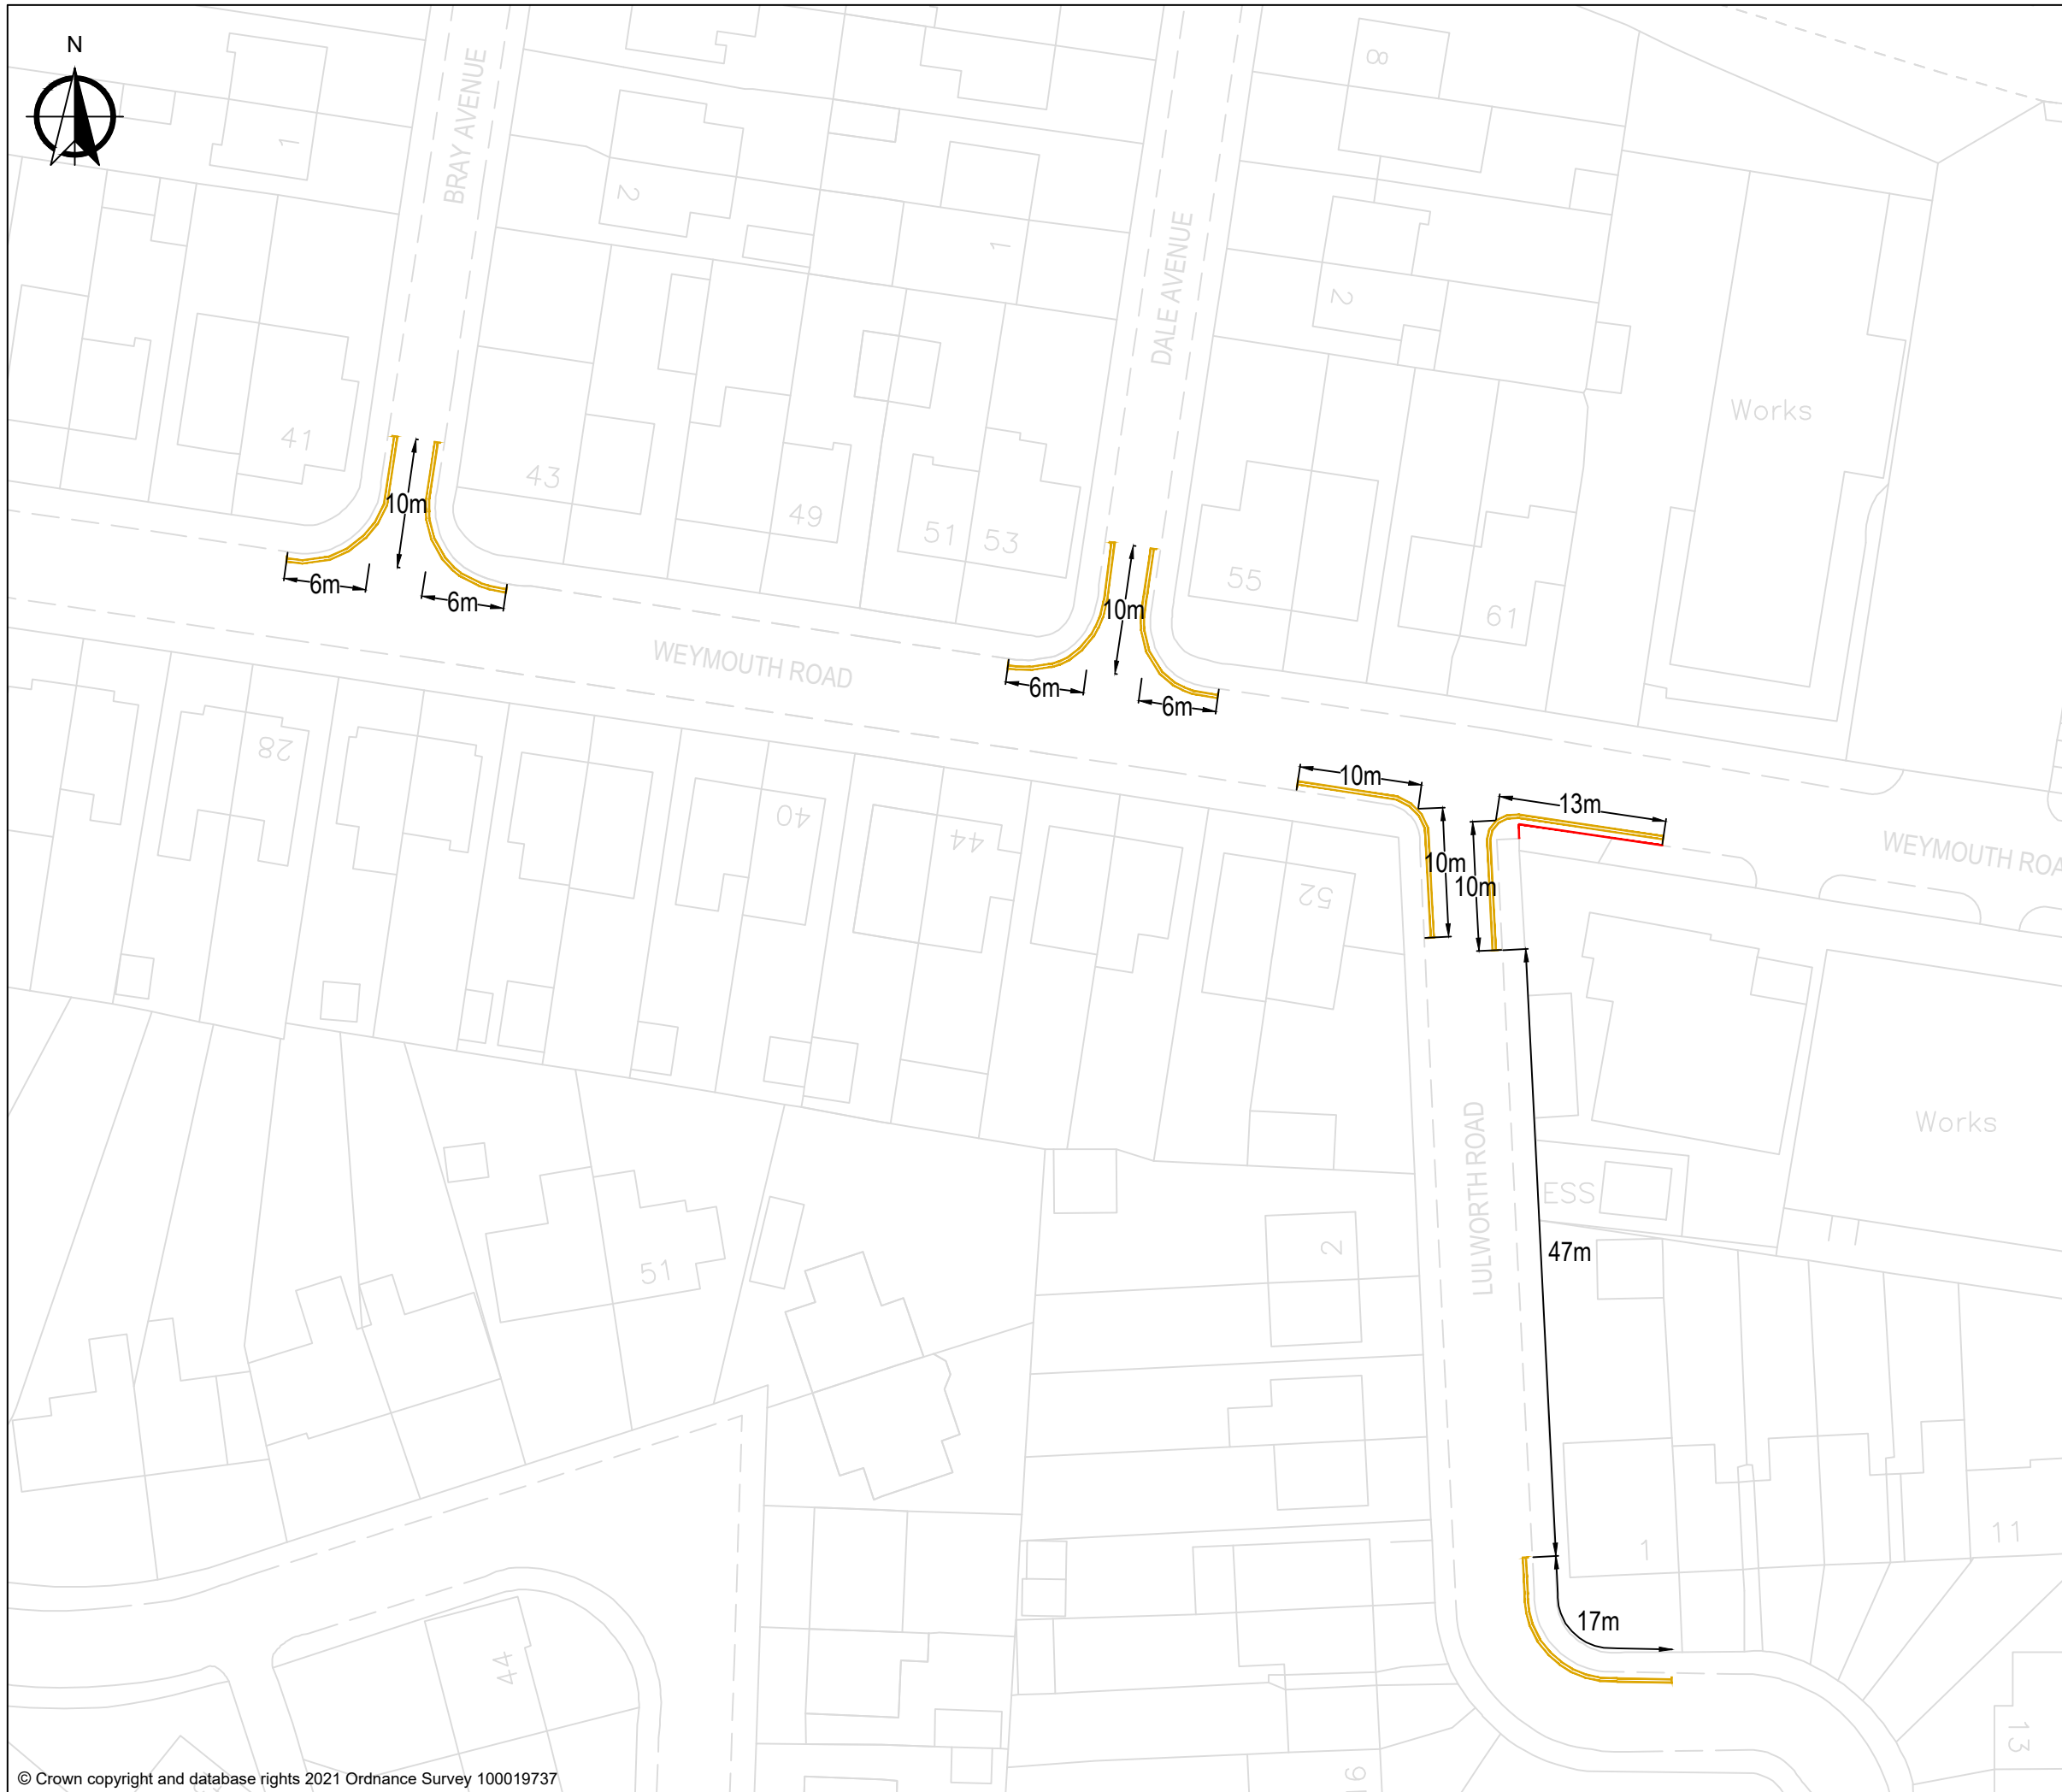 N
BRAY AVENUE
8
1
2
1
DALE AVENUE
2
Works
41
43
49
51
53
55
61
10m
6m
6m
10m
6m
6m
WEYMOUTH ROAD
28
40
44
52
10m
13m
10m
10m
WEYMOUTH ROA
Works
LULWORTH ROAD
ESS
47m
2
51
1
11
17m
44
13
© Crown copyright and database rights 2021 Ordnance Survey 100019737